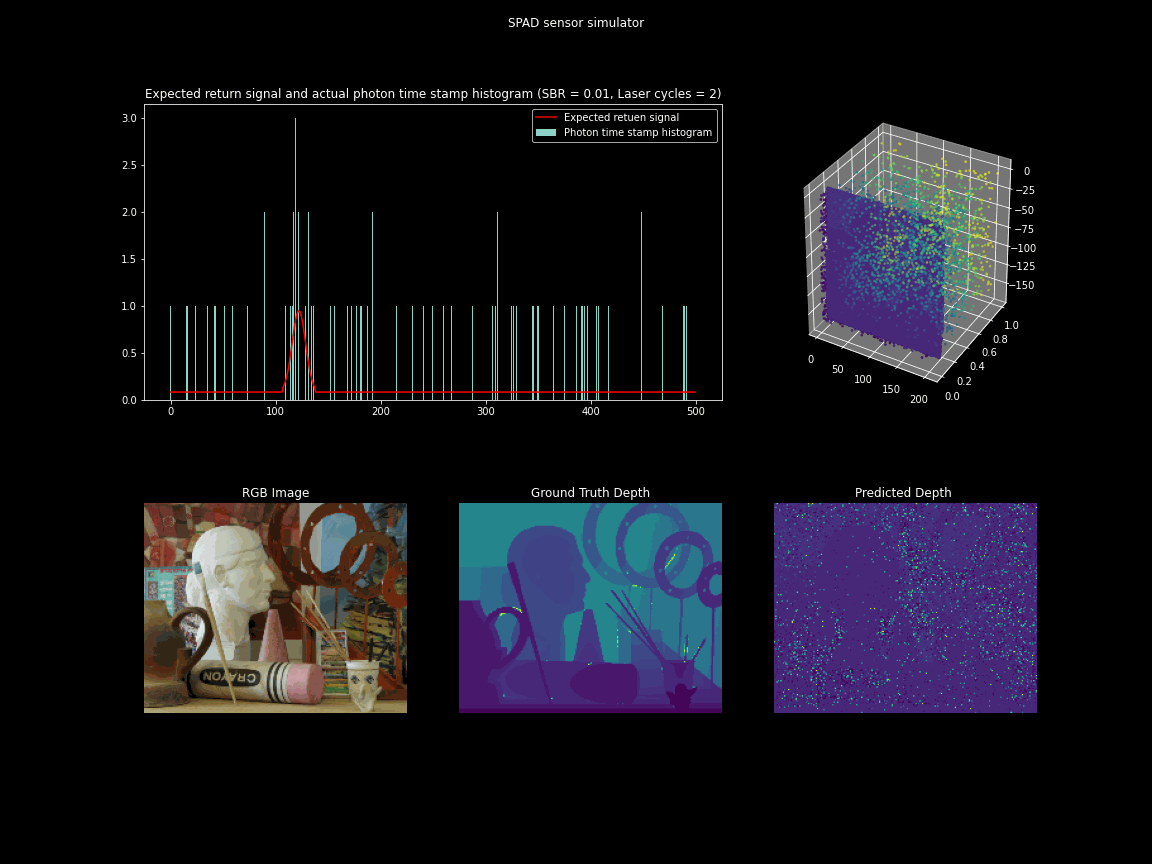 SPAD sensor simulator
Expected return signal and actual photon time stamp histogram (SBR = 0.01, Laser cycles = 2)
Expected retuen signal
Photon time stamp histogram
3.0
2.5
2.0
1.5
1.0
0.5
0.0
0 100 200 300 400 500
0
−25
−50
−75
−100
−125
−150
1.0
0.8
0.6
0.4
0.2
0.0
0
50
100
150
200
RGB Image
Ground Truth Depth
Predicted Depth
CRAYON